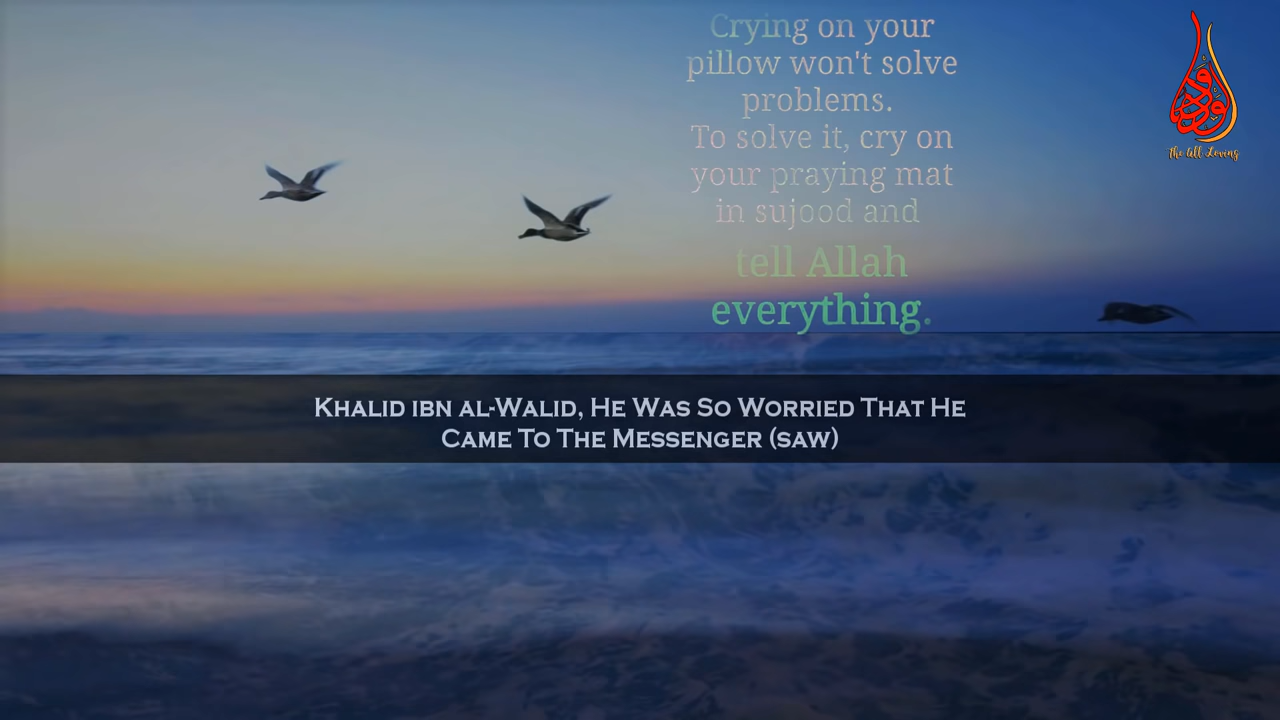 Crying on your
pillow won't solve
problems.
To solve it, cry on
your praying mat
in sujood and
tell Allah
everything.
الودود
The All Loving
Khalid ibn al-Walid, He Was So Worried That He
Came To The Messenger (saw)